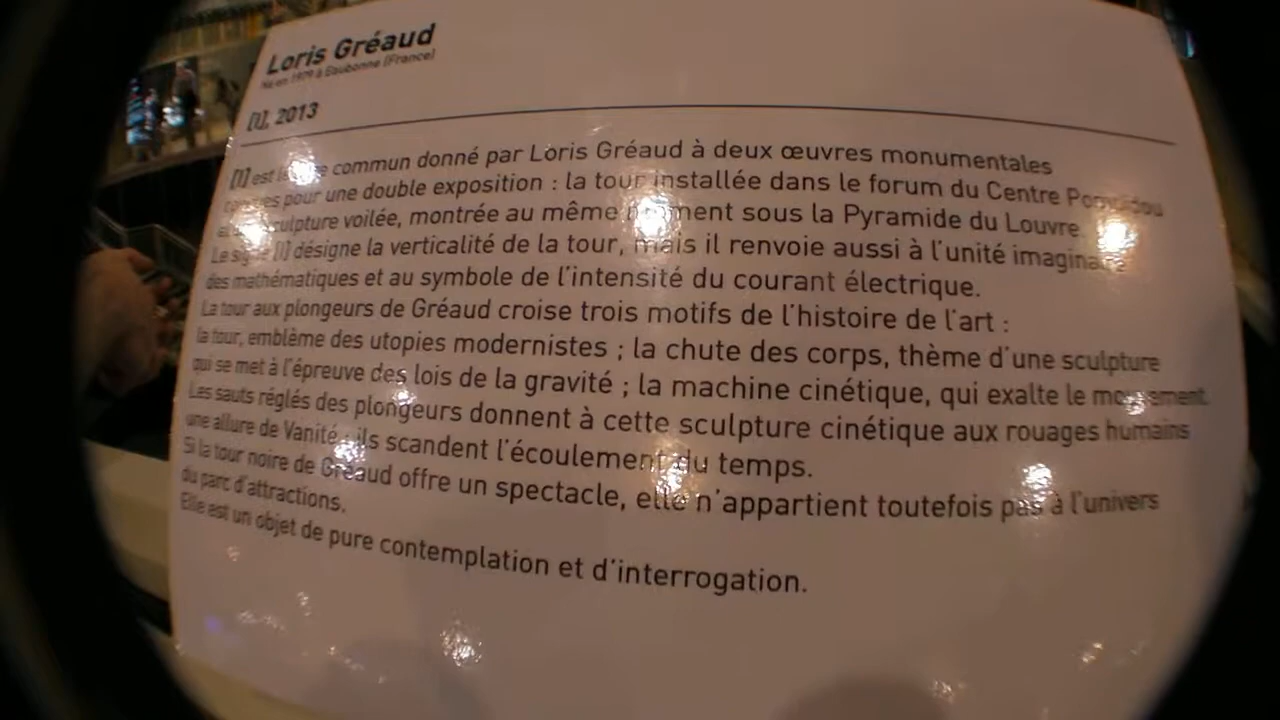 Loris Gréaud
Né en 1979 à Eaubonne (France)
[I], 2013
[I] est le titre commun donné par Loris Gréaud à deux œuvres monumentales
conçues pour une double exposition : la tour installée dans le forum du Centre Pompidou
et la sculpture voilée, montrée au même moment sous la Pyramide du Louvre.
Le signe [I] désigne la verticalité de la tour, mais il renvoie aussi à l'unité imaginaire
des mathématiques et au symbole de l'intensité du courant électrique.
La tour aux plongeurs de Gréaud croise trois motifs de l'histoire de l'art :
la tour, emblème des utopies modernistes ; la chute des corps, thème d'une sculpture
qui se met à l'épreuve des lois de la gravité ; la machine cinétique, qui exalte le mouvement.
Les sauts réglés des plongeurs donnent à cette sculpture cinétique aux rouages humains
une allure de Vanité : ils scandent l'écoulement du temps.
Si la tour noire de Gréaud offre un spectacle, elle n'appartient toutefois pas à l'univers
du parc d'attractions.
Elle est un objet de pure contemplation et d'interrogation.